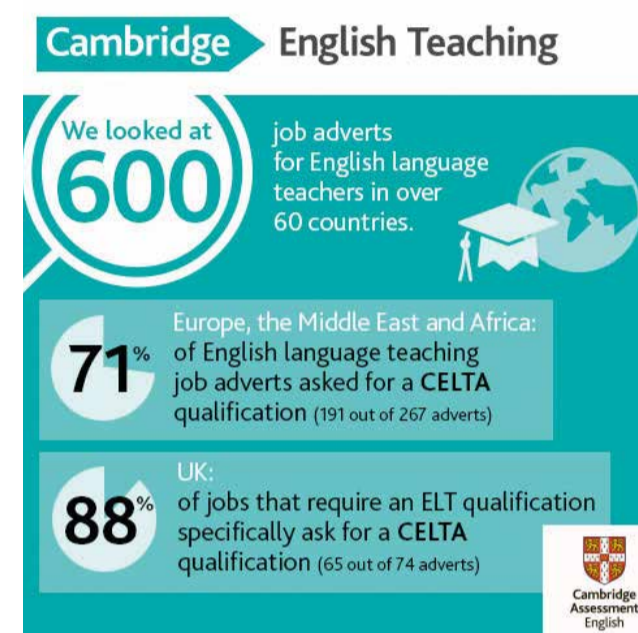 Cambridge English Teaching
We looked at
600
job adverts
for English language
teachers in over
60 countries.
71%
Europe, the Middle East and Africa:
of English language teaching
job adverts asked for a CELTA
qualification (191 out of 267 adverts)
88%
UK:
of jobs that require an ELT qualification
specifically ask for a CELTA
qualification (65 out of 74 adverts)
Cambridge
Assessment
English